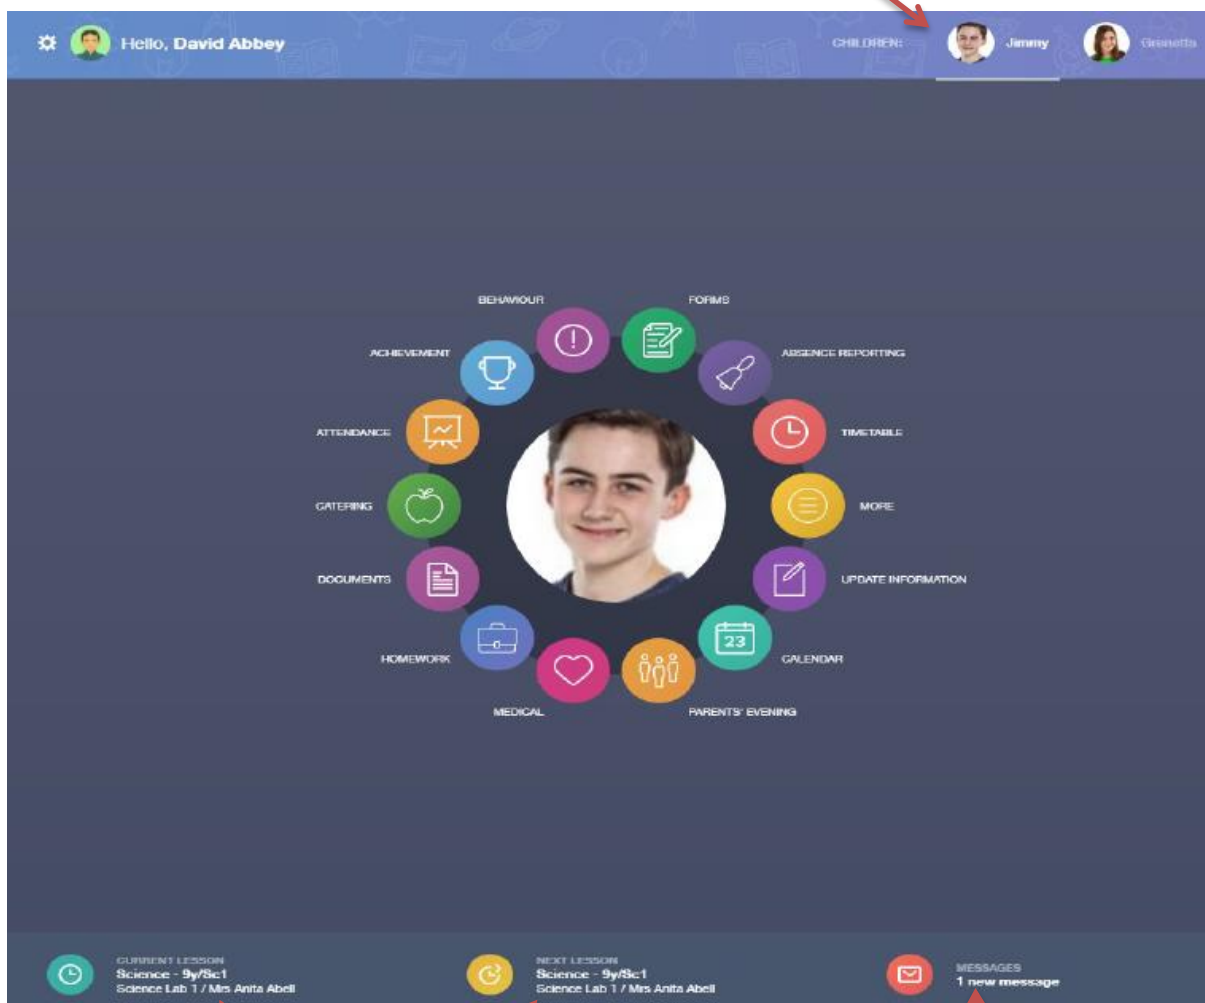 Hello, David Abbey
CHILDREN:
Jimmy
BEHAVIOUR
FORMS
ACHIEVEMENT
ABSENCE REPORTING
ATTENDANCE
TIMETABLE
CATERING
MORE
DOCUMENTS
UPDATE INFORMATION
23
HOMEWORK
CALENDAR
MEDICAL
PARENTS' EVENING
CURRENT LESSON
Science - 9y/Sc1
Science Lab 1 / Mrs Anita Abell
NEXT LESSON
Science - 9y/Sc1
Science Lab 1 / Mrs Anita Abell
MESSAGES
1 new message